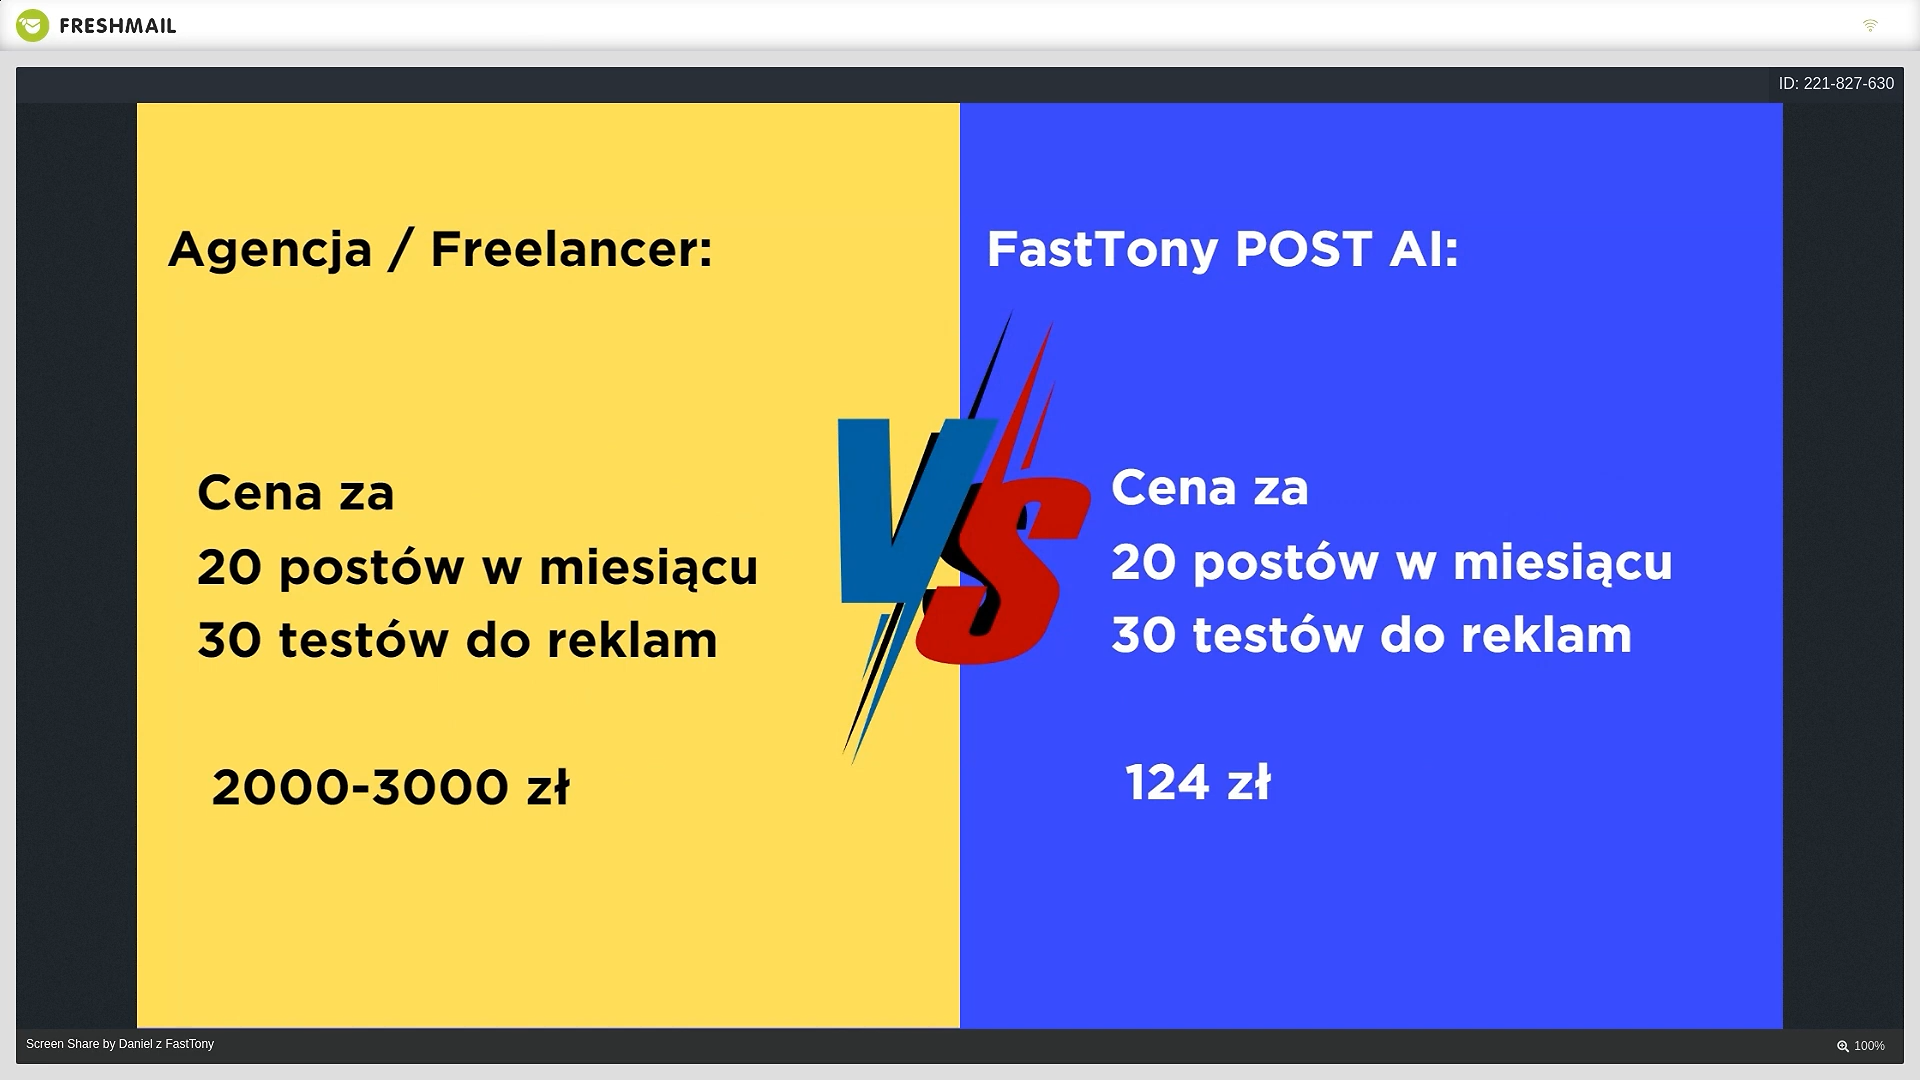 FRESHMAIL
ID: 221-827-630
Agencja / Freelancer:
Cena za
20 postów w miesiącu
30 testów do reklam
2000-3000 zł
VS
FastTony POST AI:
Cena za
20 postów w miesiącu
30 testów do reklam
124 zł
Screen Share by Daniel z FastTony
100%